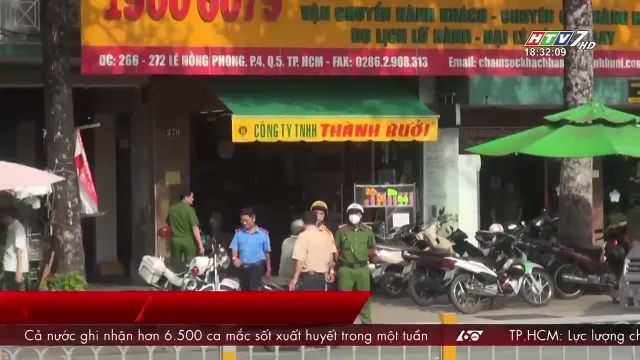 1900 6079
VẬN CHUYỂN HÀNH KHÁCH - CHUYỂN
DU LỊCH LỮ HÀNH - ĐẠI LÝ
ĐC: 266 - 272 LÊ HỒNG PHONG, P.4, Q.5, TP. HCM - FAX: 0286.2.908.313
Email: chamsockhachhang
HTV7 HD
18:32:09
CÔNG TY TNHH THÀNH BƯỞI
270
Cả nước ghi nhận hơn 6.500 ca mắc sốt xuất huyết trong một tuần
TP.HCM: Lực lượng c